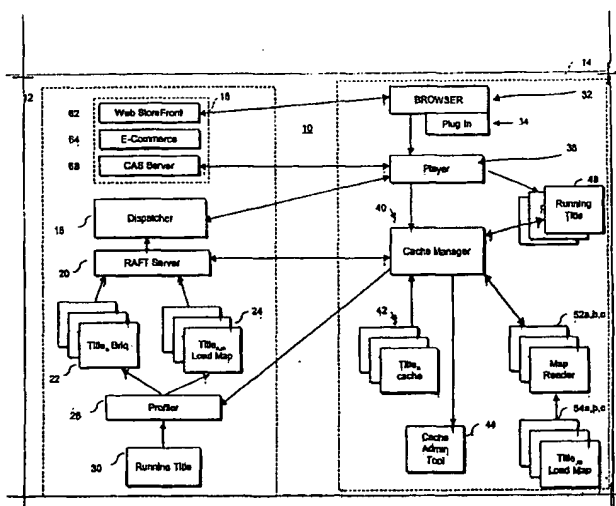 14
12
16
62
Web StoreFront
64
E-Commerce
68
CAS Server
10
BROWSER
32
Plug In
34
Player
36
48
Running Title
18
Dispatcher
40
Cache Manager
20
RAFT Server
24
Title Briq
22
Title Load Map
42
Title cache
52a,b,c
Map Reader
26
Profiler
54a,b,c
44
Cache Admin Tool
30
Running Title
Title Load Map